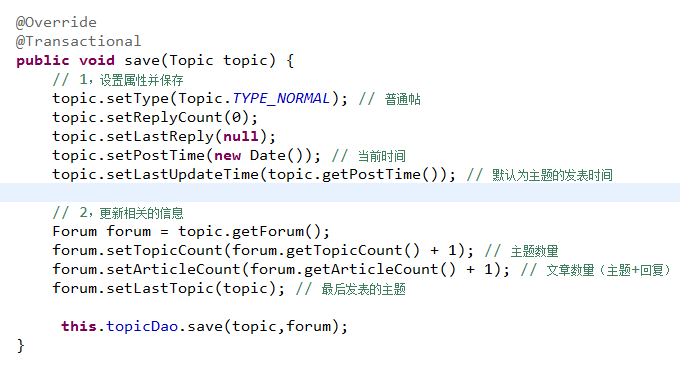 @Override
@Transactional
public void save(Topic topic) {
// 1，设置属性并保存
topic.setType(Topic.TYPE_NORMAL); // 普通帖
topic.setReplyCount(0);
topic.setLastReply(null);
topic.setPostTime(new Date()); // 当前时间
topic.setLastUpdateTime(topic.getPostTime()); // 默认为主题的发表时间
// 2，更新相关的信息
Forum forum = topic.getForum();
forum.setTopicCount(forum.getTopicCount() + 1); // 主题数量
forum.setArticleCount(forum.getArticleCount() + 1); // 文章数量（主题+回复）
forum.setLastTopic(topic); // 最后发表的主题
this.topicDao.save(topic,forum);
}